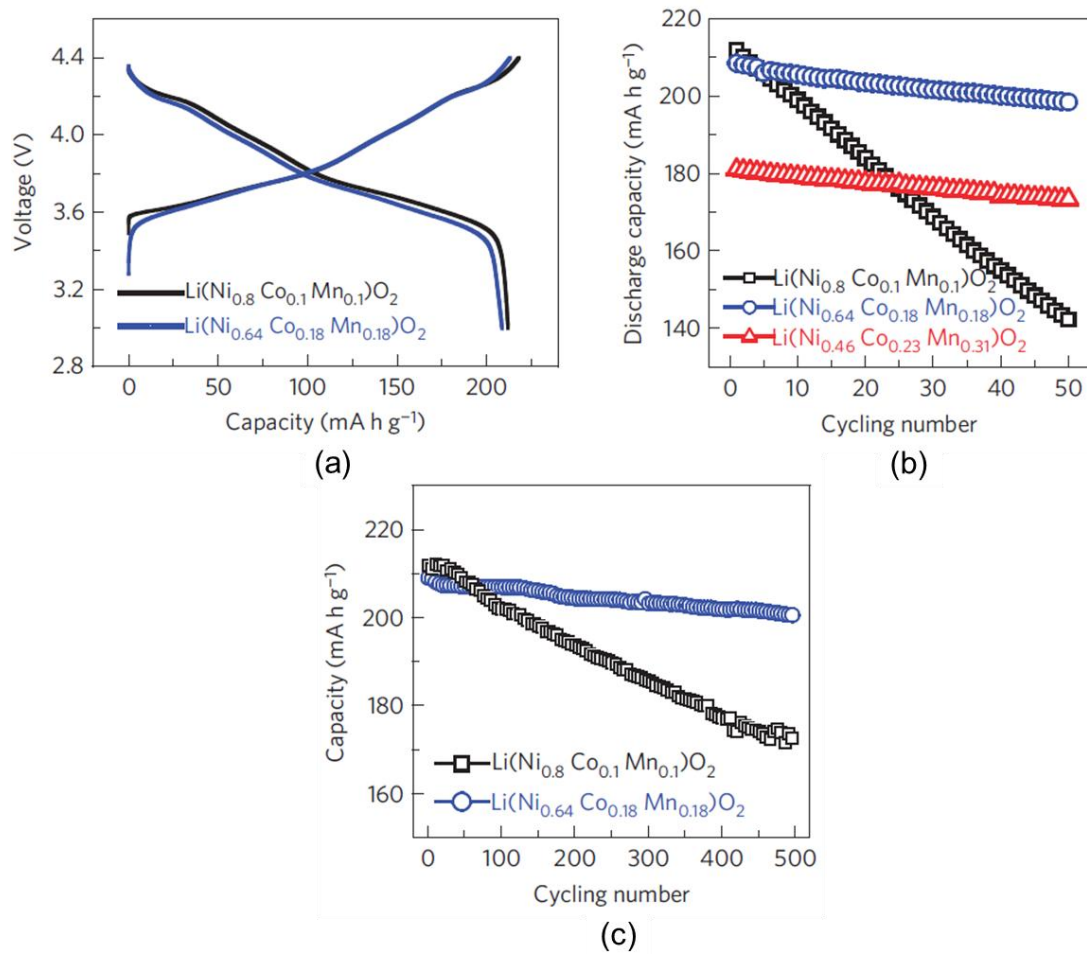 4.4
4.0
3.6
3.2
2.8
Voltage (V)
Li(Ni0.8 Co0.1 Mn0.1)O2
Li(Ni0.64 Co0.18 Mn0.18)O2
0 50 100 150 200
Capacity (mA h g−1)
(a)
220
200
180
160
140
Discharge capacity (mA h g−1)
Li(Ni0.8 Co0.1 Mn0.1)O2
Li(Ni0.64 Co0.18 Mn0.18)O2
Li(Ni0.46 Co0.23 Mn0.31)O2
0 10 20 30 40 50
Cycling number
(b)
220
200
180
160
Capacity (mA h g−1)
Li(Ni0.8 Co0.1 Mn0.1)O2
Li(Ni0.64 Co0.18 Mn0.18)O2
0 100 200 300 400 500
Cycling number
(c)